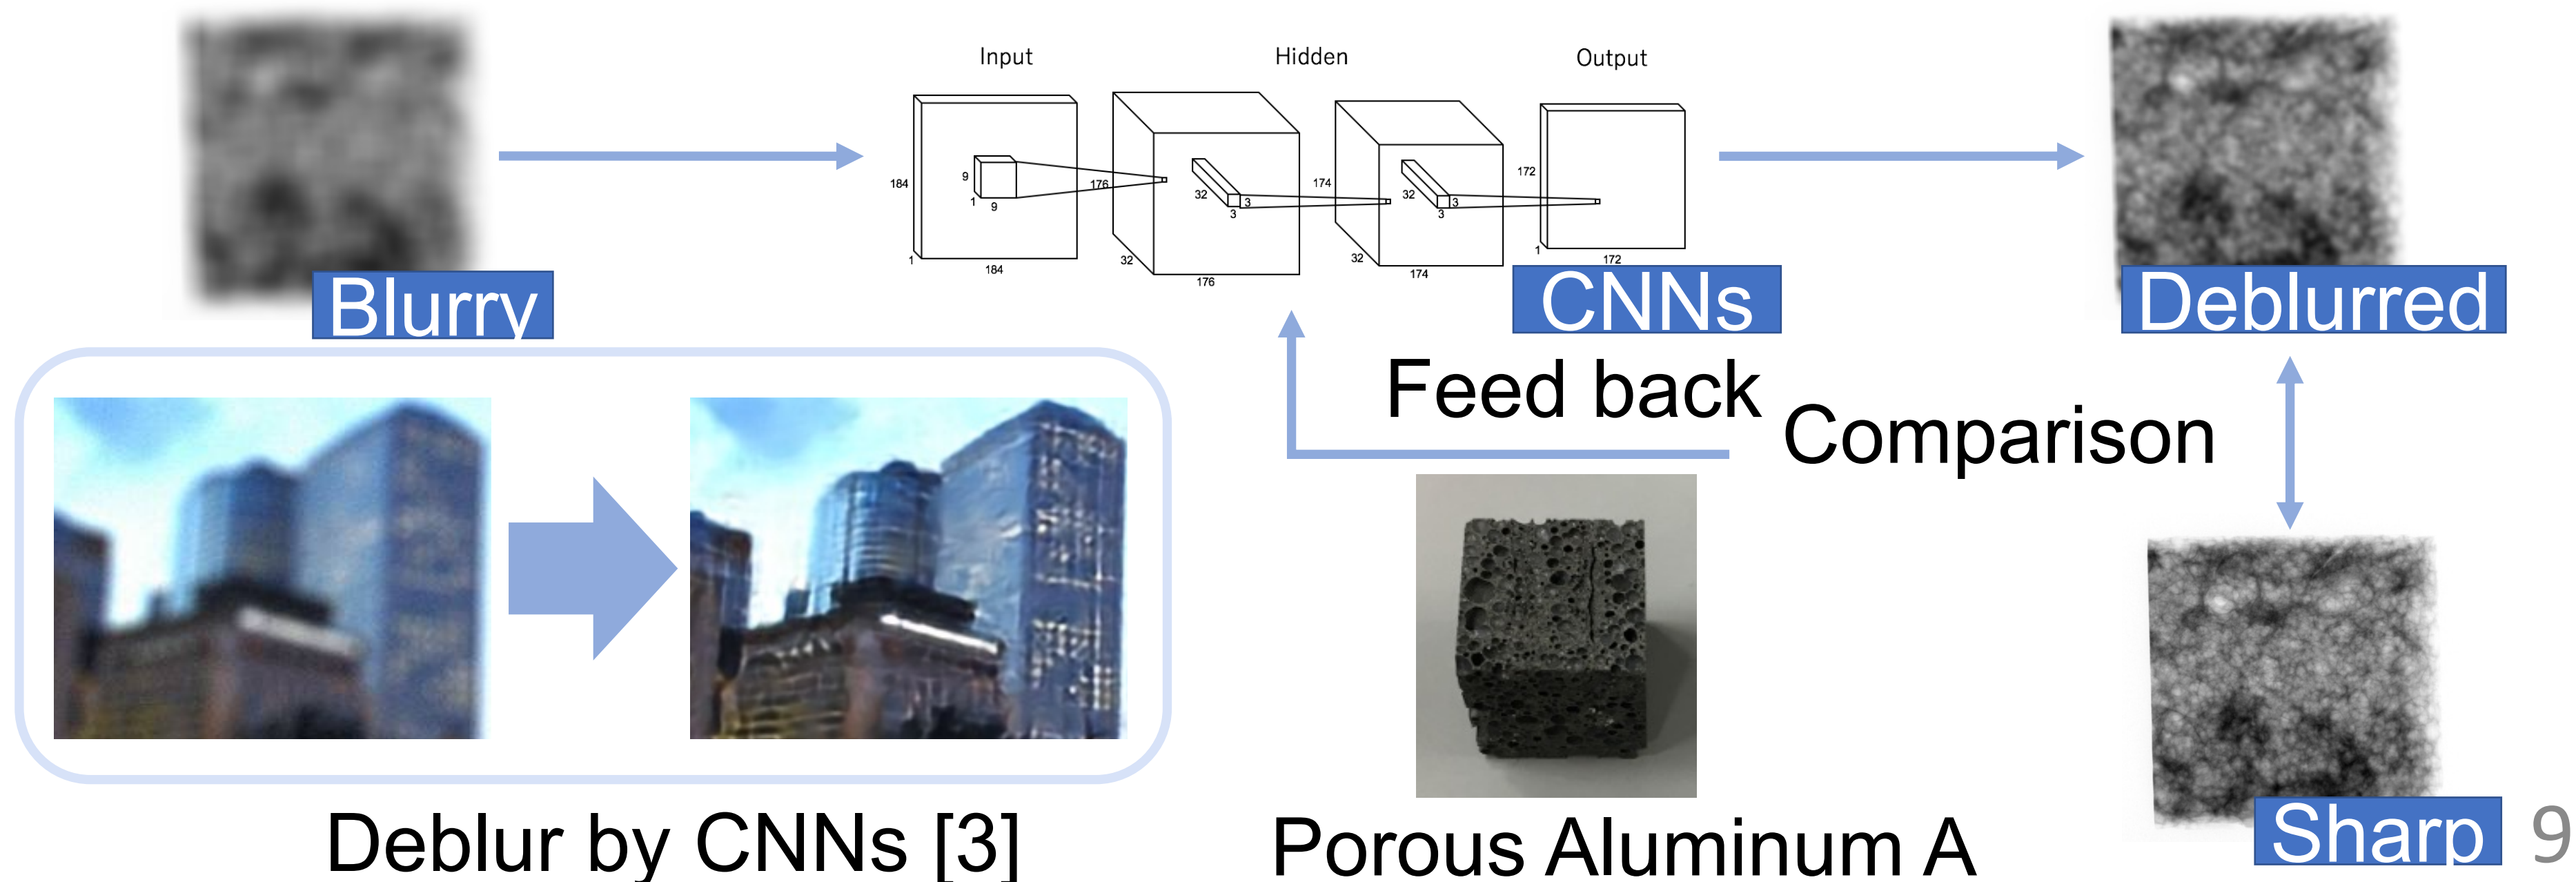 Input
Hidden
Output
184
9
1
9
1
184
176
32
3
3
32
176
174
32
3
3
32
174
172
1
172
Blurry
CNNs
Deblurred
Feed back
Comparison
Deblur by CNNs [3]
Porous Aluminum A
Sharp
9